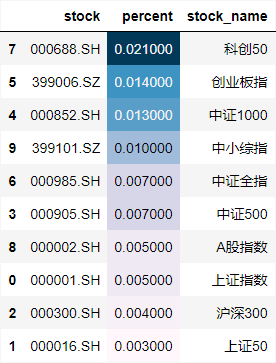 stock percent stock_name
7 000688.SH 0.021000 科创50
5 399006.SZ 0.014000 创业板指
4 000852.SH 0.013000 中证1000
9 399101.SZ 0.010000 中小综指
6 000985.SH 0.007000 中证全指
3 000905.SH 0.007000 中证500
8 000002.SH 0.005000 A股指数
0 000001.SH 0.005000 上证指数
2 000300.SH 0.004000 沪深300
1 000016.SH 0.003000 上证50